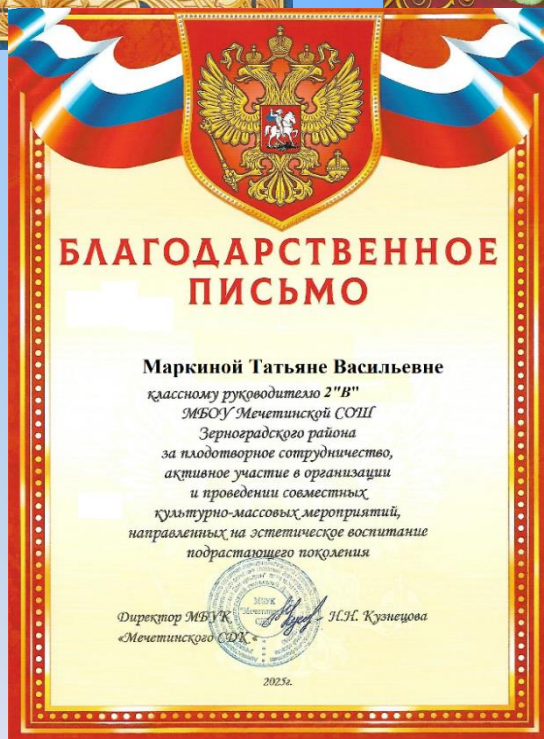 БЛАГОДАРСТВЕННОЕ
ПИСЬМО
Маркиной Татьяне Васильевне
классному руководителю 2"В"
МБОУ Мечетинской СОШ
Зерноградского района
за плодотворное сотрудничество,
активное участие в организации
и проведении совместных
культурно-массовых мероприятий,
направленных на эстетическое воспитание
подрастающего поколения
Директор МБУК Н.Н. Кузнецова
«Мечетинского СДК «
2025г.